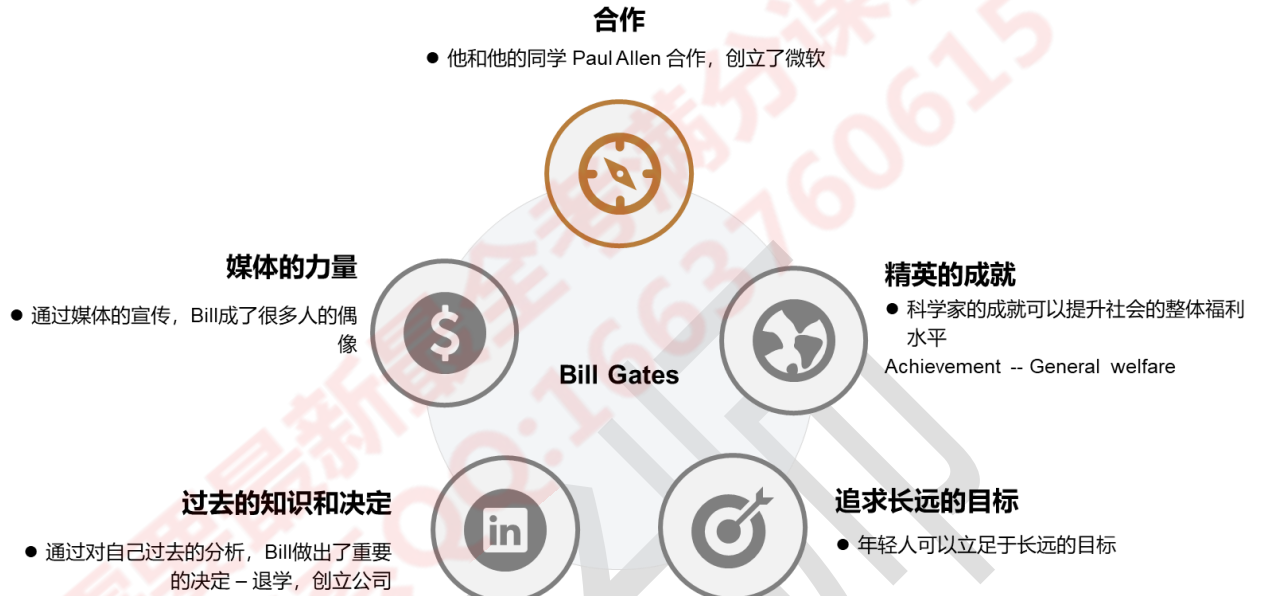 合作
● 他和他的同学 Paul Allen 合作，创立了微软
媒体的力量
● 通过媒体的宣传，Bill成了很多人的偶
像
精英的成就
● 科学家的成就可以提升社会的整体福利
水平
Achievement -- General welfare
Bill Gates
过去的知识和决定
● 通过对自己过去的分析，Bill做出了重要
的决定 – 退学，创立公司
in
追求长远的目标
● 年轻人可以立足于长远的目标
$
QQ:1663760615